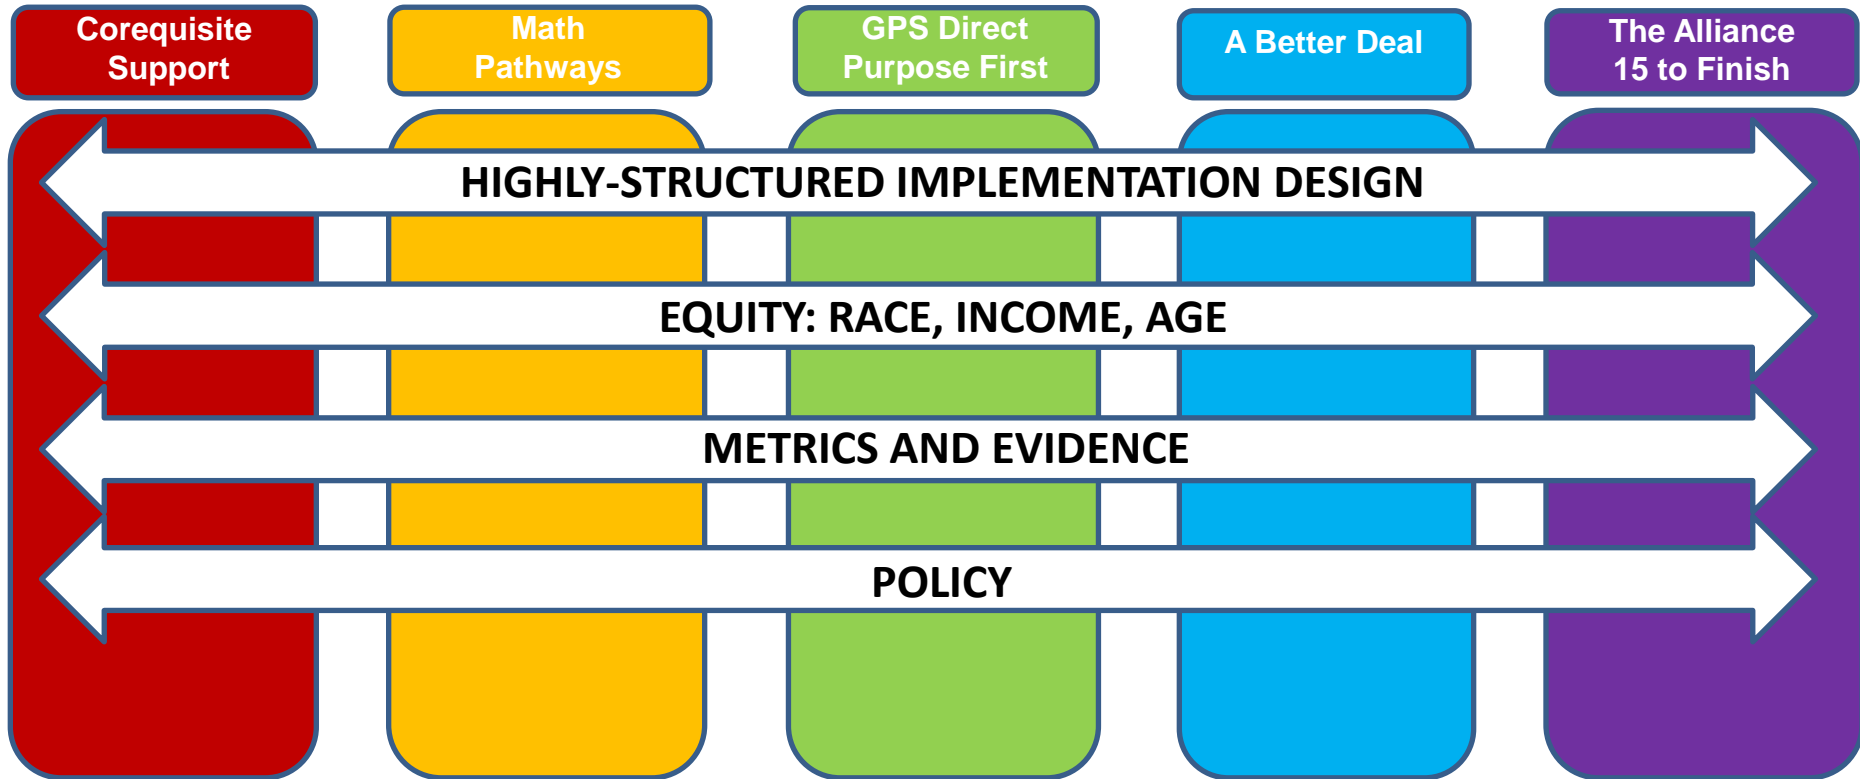 Corequisite
Support
Math
Pathways
GPS Direct
Purpose First
A Better Deal
The Alliance
15 to Finish
HIGHLY-STRUCTURED IMPLEMENTATION DESIGN
EQUITY: RACE, INCOME, AGE
METRICS AND EVIDENCE
POLICY